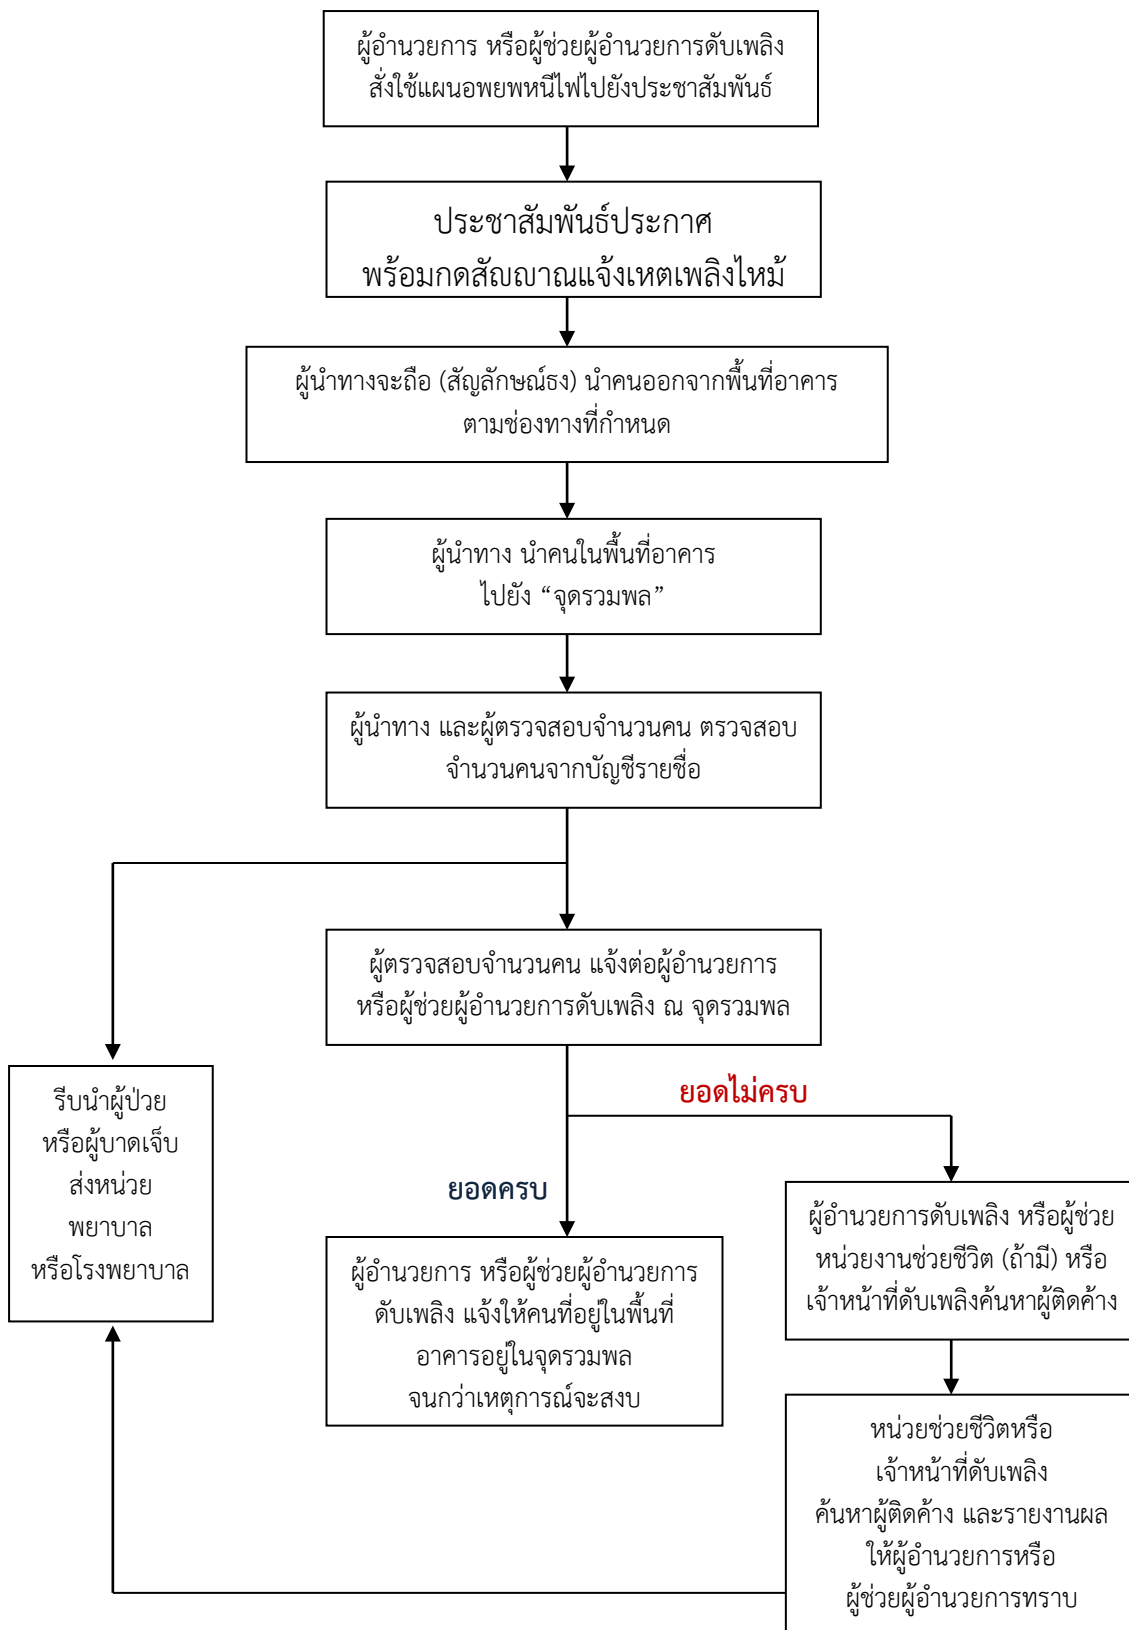 ผู้อำนวยการ หรือผู้ช่วยผู้อำนวยการดับเพลิง
สั่งใช้แผนอพยพหนีไฟไปยังประชาสัมพันธ์
ประชาสัมพันธ์ประกาศ
พร้อมกดสัญญาณแจ้งเหตเพลิงไหม้
ผู้นำทางจะถือ (สัญลักษณ์ธง) นำคนออกจากพื้นที่อาคาร
ตามช่องทางที่กำหนด
ผู้นำทาง นำคนในพื้นที่อาคาร
ไปยัง “จุดรวมพล”
ผู้นำทาง และผู้ตรวจสอบจำนวนคน ตรวจสอบ
จำนวนคนจากบัญชีรายชื่อ
ผู้ตรวจสอบจำนวนคน แจ้งต่อผู้อำนวยการ
หรือผู้ช่วยผู้อำนวยการดับเพลิง ณ จุดรวมพล
รีบนำผู้ป่วย
หรือผู้บาดเจ็บ
ส่งหน่วย
พยาบาล
หรือโรงพยาบาล
ยอดไม่ครบ
ยอดครบ
ผู้อำนวยการ หรือผู้ช่วยผู้อำนวยการ
ดับเพลิง แจ้งให้คนที่อยู่ในพื้นที่
อาคารอยู่ในจุดรวมพล
จนกว่าเหตุการณ์จะสงบ
ผู้อำนวยการดับเพลิง หรือผู้ช่วย
หน่วยงานช่วยชีวิต (ถ้ามี) หรือ
เจ้าหน้าที่ดับเพลิงค้นหาผู้ติดค้าง
หน่วยช่วยชีวิตหรือ
เจ้าหน้าที่ดับเพลิง
ค้นหาผู้ติดค้าง และรายงานผล
ให้ผู้อำนวยการหรือ
ผู้ช่วยผู้อำนวยการทราบ